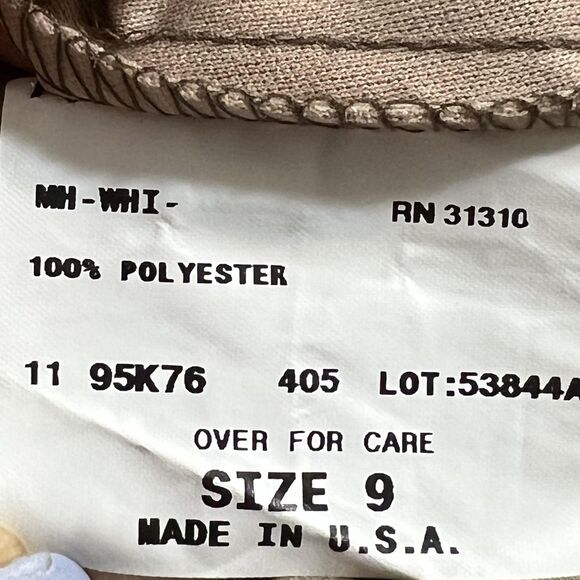 MH-WHI-
RN 31310
100% POLYESTER
11 95K76 405 LOT:53844A
OVER FOR CARE
SIZE 9
MADE IN U.S.A.